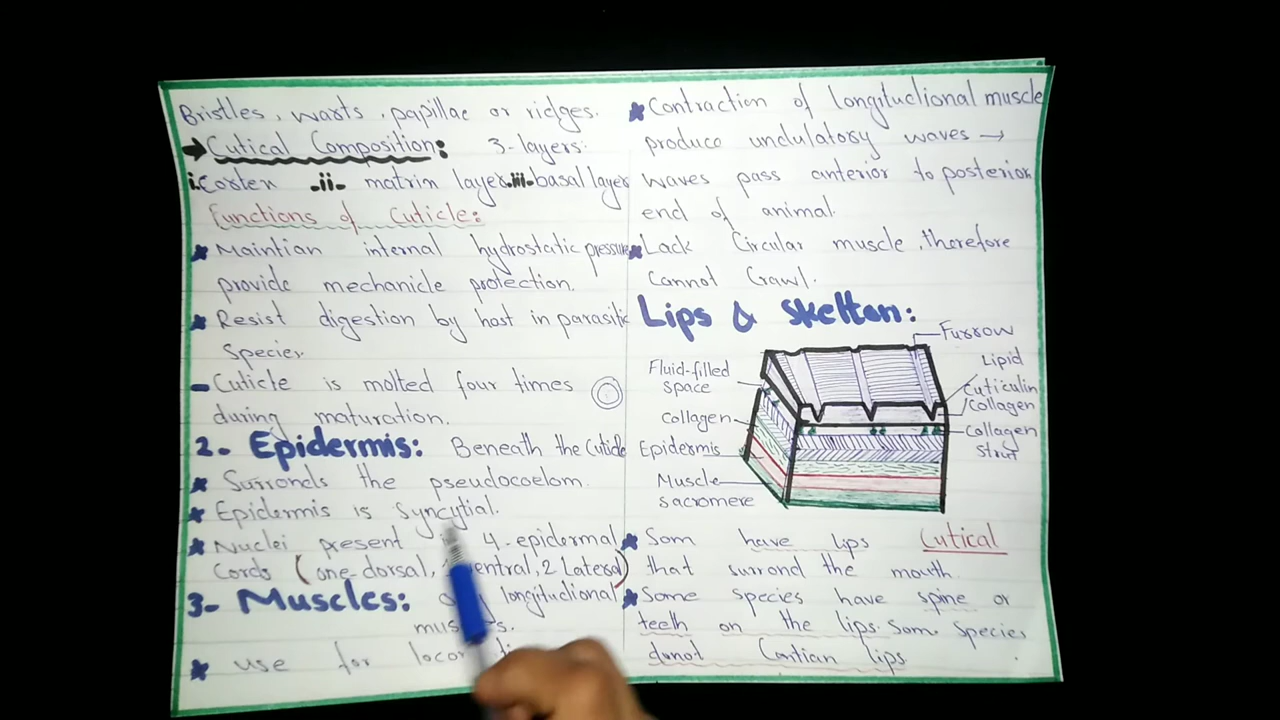 Bristles, warts, papillae or ridges.
Cutical Composition: 3-layers:
i. Cortex ii- matrix layer iii- basal layer
Functions of Cuticle:
Maintian internal hydrostatic pressure
provide mechanicle protection.
Resist digestion by host in parasitic
Species
Cuticle is molted four times
during maturation.
2- Epidermis: Beneath the Cuticle
Surronds the pseudocoelom.
Epidermis is Syncytial.
Nuclei present 4-epidermal
Cords (one dorsal, ventral, 2 Lateral)
3- Muscles: longitudinal
use for
Contraction of longitudional muscle
produce undulatory waves →
waves pass anterior to posterior
end of animal.
Lack Circular muscle, therefore
Cannot Crawl.
Lips & Skelton:
Furrow
Lipid
Cuticulin
Collagen
Collagen
strut
Fluid-filled
space
Collagen
Epidermis
Muscle
sacromere
Som have lips Cutical
that surrond the mouth.
Some species have spine or
teeth on the lips. Som Species
donot Contian lips